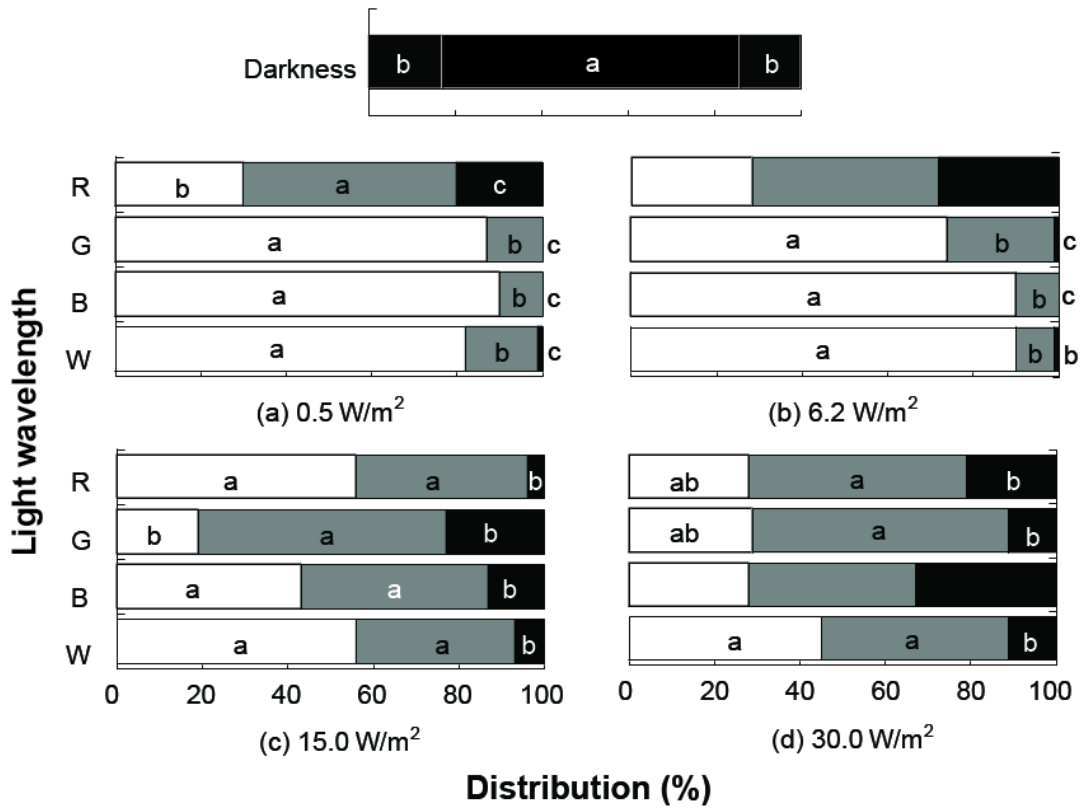 Darkness b a b
R b a c
G a b c
B a b c
W a b c
(a) 0.5 W/m²
G a b c
B a b c
W a b b
(b) 6.2 W/m²
Light wavelength
R a a b
G b a b
B a a b
W a a b
0 20 40 60 80 100
(c) 15.0 W/m²
R ab a b
G ab a b
B
W a a b
0 20 40 60 80 100
(d) 30.0 W/m²
Distribution (%)